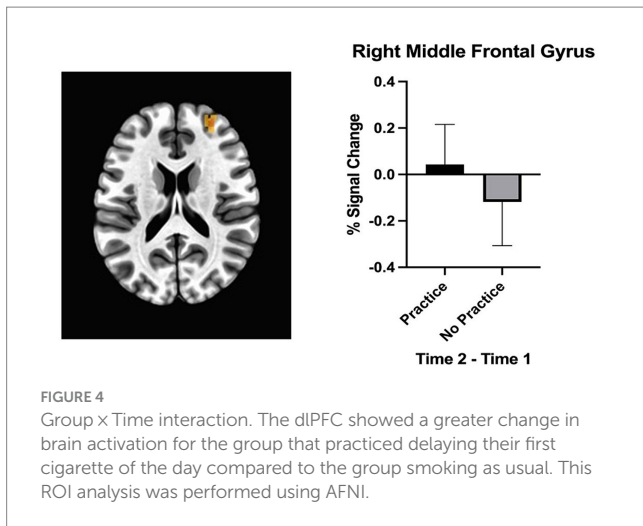 Right Middle Frontal Gyrus
0.4
0.2
0.0
-0.2
-0.4
% Signal Change
Practice
No Practice
Time 2 - Time 1
FIGURE 4
Group × Time interaction. The dlPFC showed a greater change in
brain activation for the group that practiced delaying their first
cigarette of the day compared to the group smoking as usual. This
ROI analysis was performed using AFNI.